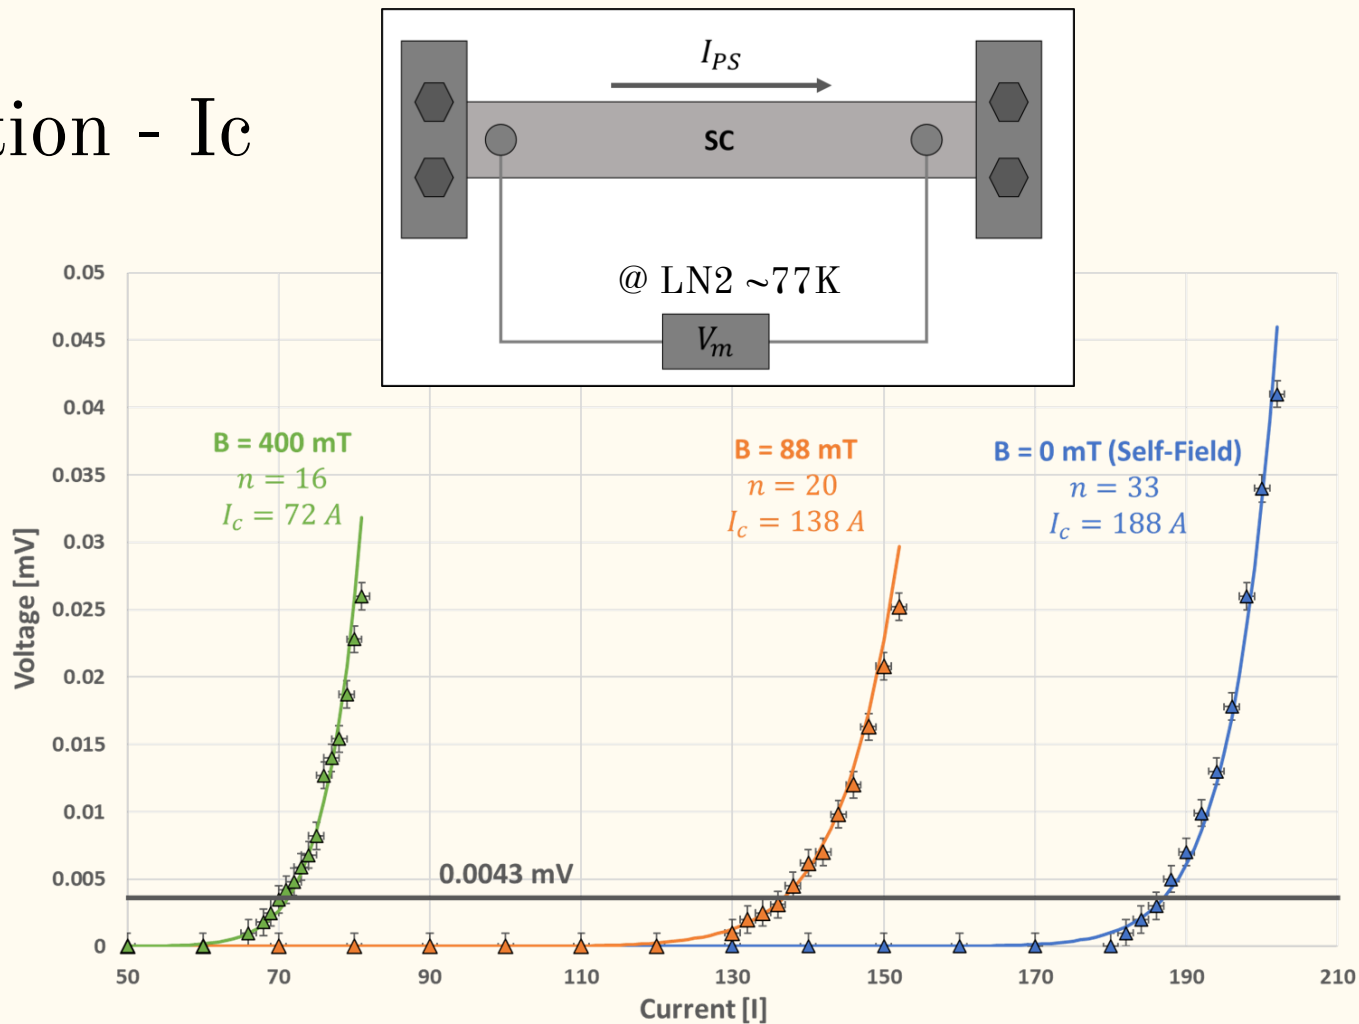 tion - Ic
I_PS
SC
@ LN2 ~77K
V_m
0.05
0.045
0.04
0.035
0.03
0.025
0.02
0.015
0.01
0.005
0
Voltage [mV]
B = 400 mT
n = 16
I_c = 72 A
B = 88 mT
n = 20
I_c = 138 A
B = 0 mT (Self-Field)
n = 33
I_c = 188 A
0.0043 mV
50 70 90 110 130 150 170 190 210
Current [I]